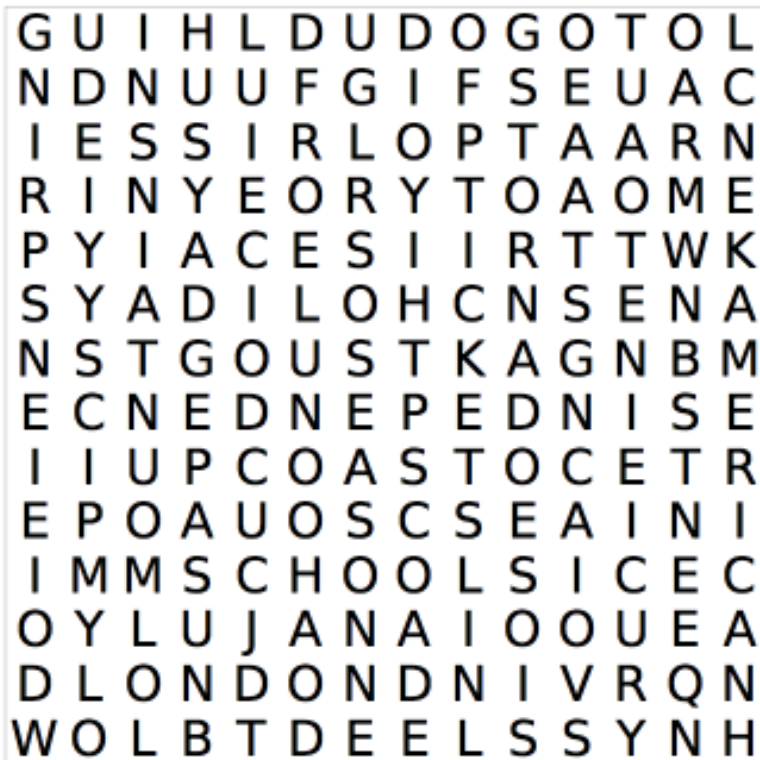 G U I H L D U D O G O T O L
N D N U U F G I F S E U A C
I E S S I R L O P T A A R N
R I N Y E O R Y T O A O M E
P Y I A C E S I I R T T W K
S Y A D I L O H C N S E N A
N S T G O U S T K A G N B M
E C N E D N E P E D N I S E
I I U P C O A S T O C E T R
E P O A U O S C S E A I N I
I M M S C H O O L S I C E C
O Y L U J A N A I O O U E A
D L O N D O N D N I V R Q N
W O L B T D E E L S S Y N H